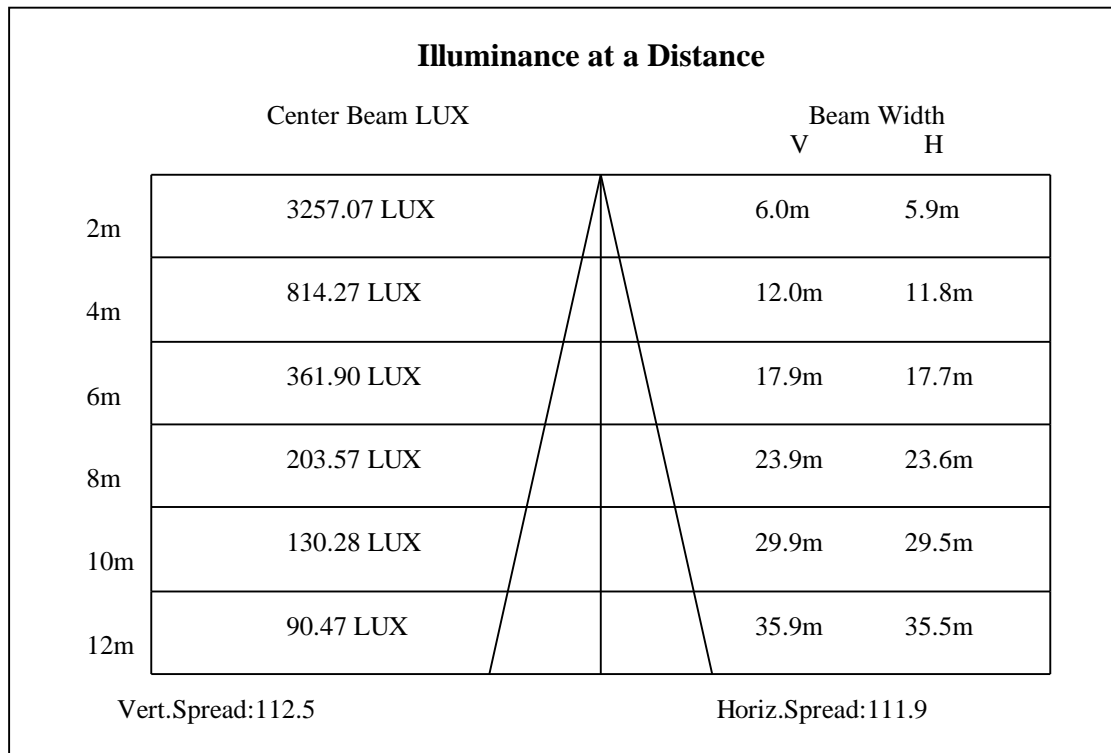 Illuminance at a Distance
Center Beam LUX Beam Width
V H
2m 3257.07 LUX 6.0m 5.9m
4m 814.27 LUX 12.0m 11.8m
6m 361.90 LUX 17.9m 17.7m
8m 203.57 LUX 23.9m 23.6m
10m 130.28 LUX 29.9m 29.5m
12m 90.47 LUX 35.9m 35.5m
Vert.Spread:112.5 Horiz.Spread:111.9